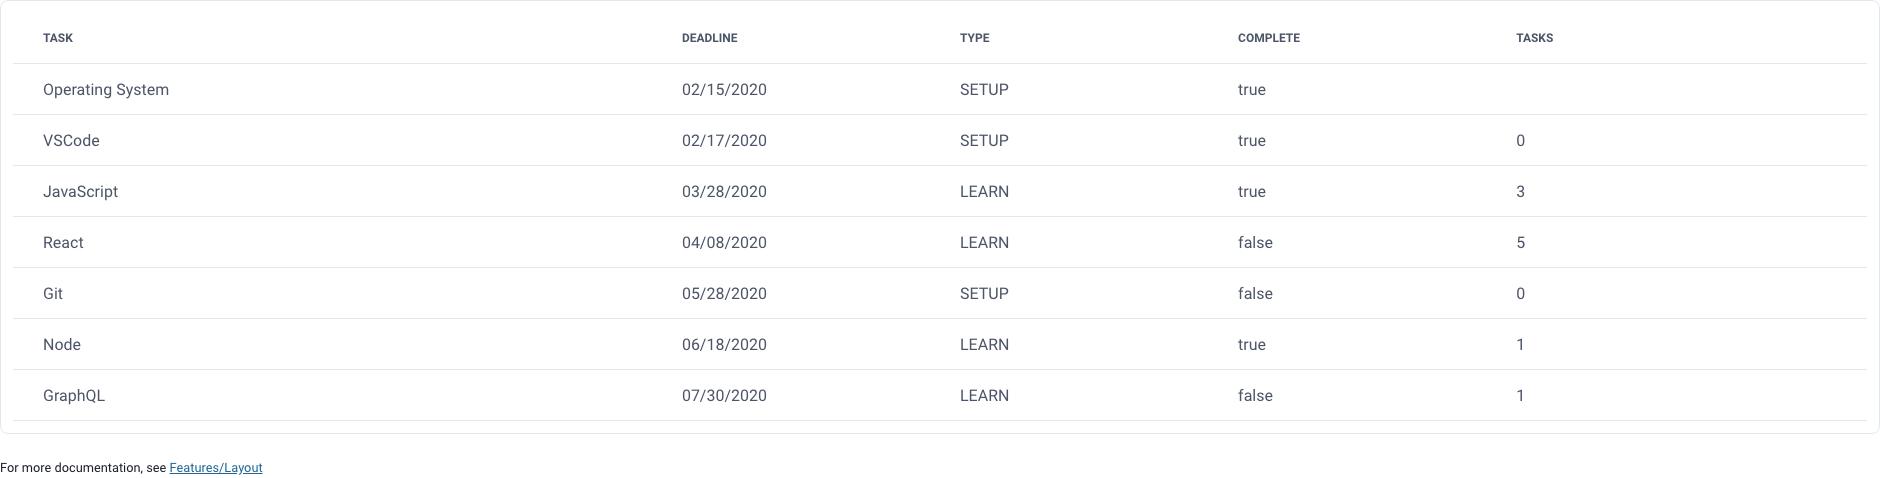 TASK DEADLINE TYPE COMPLETE TASKS
Operating System 02/15/2020 SETUP true
VSCode 02/17/2020 SETUP true 0
JavaScript 03/28/2020 LEARN true 3
React 04/08/2020 LEARN false 5
Git 05/28/2020 SETUP false 0
Node 06/18/2020 LEARN true 1
GraphQL 07/30/2020 LEARN false 1
For more documentation, see Features/Layout